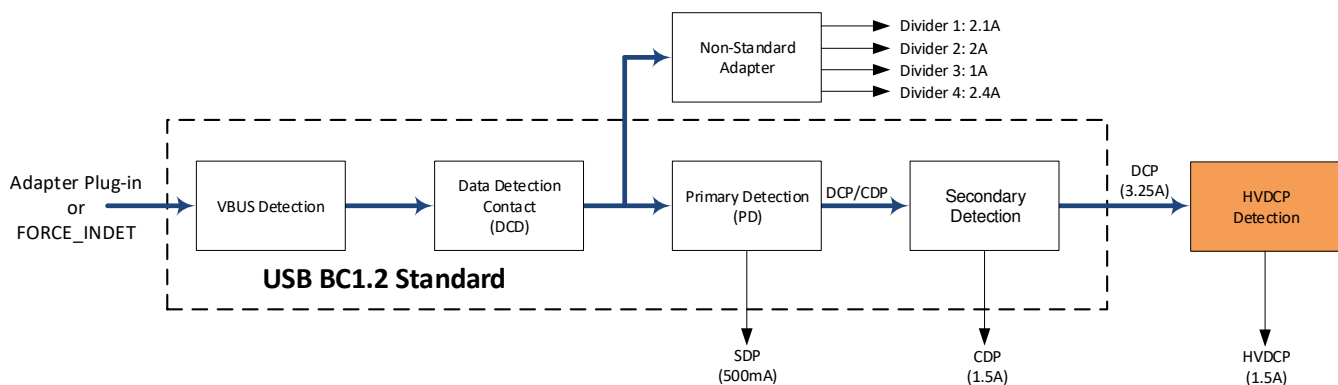 Non-Standard
Adapter
Divider 1: 2.1A
Divider 2: 2A
Divider 3: 1A
Divider 4: 2.4A
Adapter Plug-in
or
FORCE_INDET
VBUS Detection
Data Detection
Contact
(DCD)
Primary Detection
(PD)
DCP/CDP
Secondary
Detection
DCP
(3.25A)
HVDCP
Detection
USB BC1.2 Standard
SDP
(500mA)
CDP
(1.5A)
HVDCP
(1.5A)